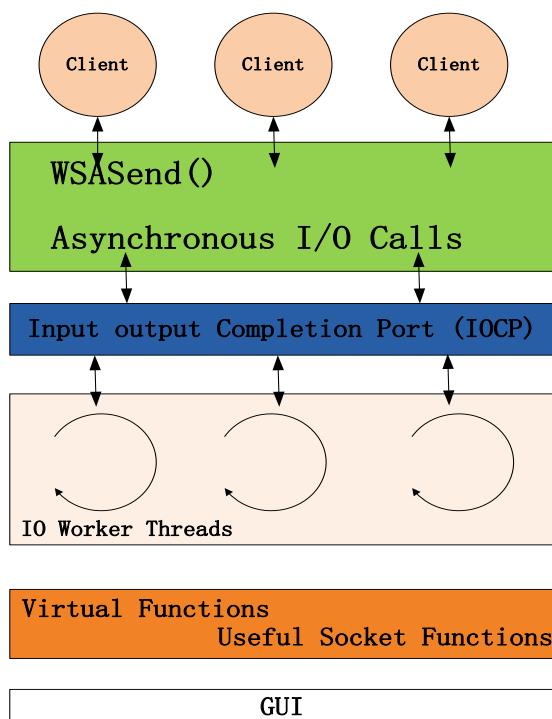 Client
Client
Client
WSASend()
Asynchronous I/O Calls
Input output Completion Port (IOCP)
IO Worker Threads
Virtual Functions
Useful Socket Functions
GUI